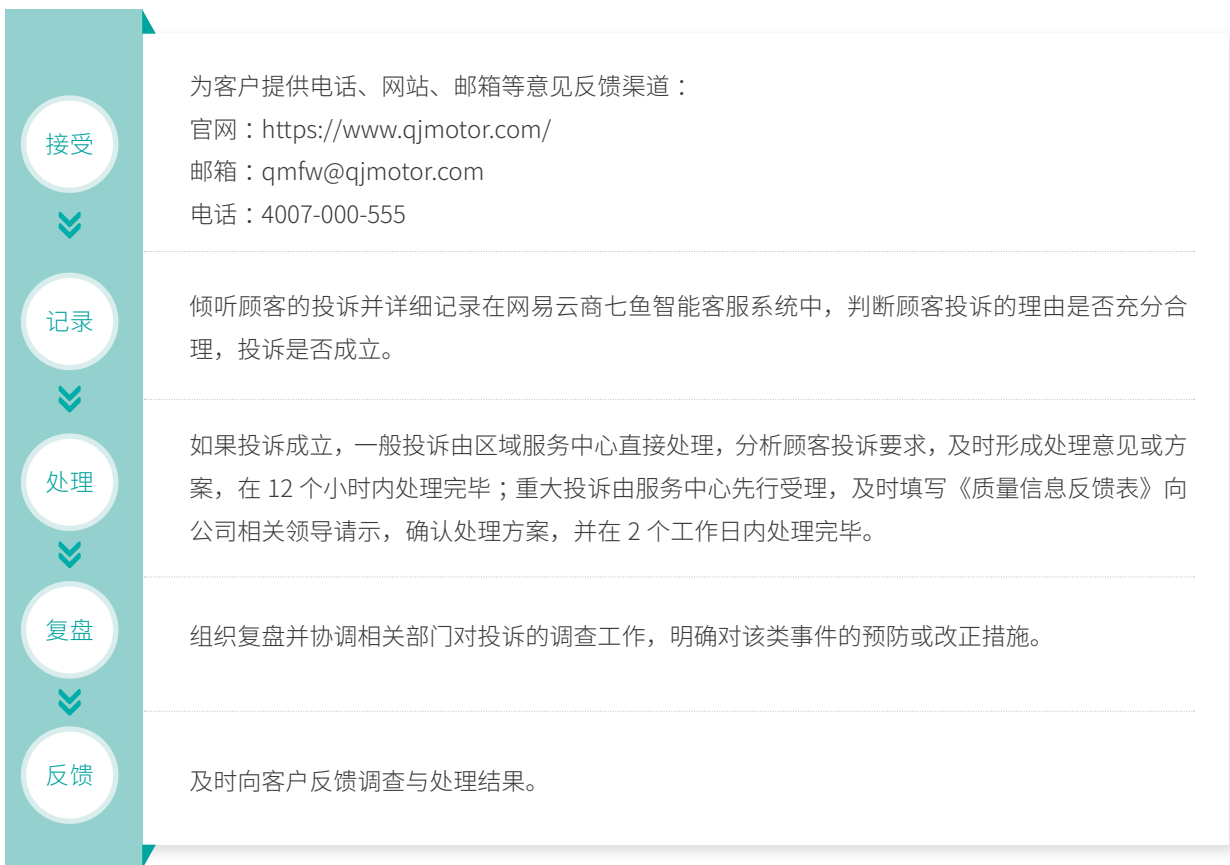 接受
为客户提供电话、网站、邮箱等意见反馈渠道：
官网：https://www.qjmotor.com/
邮箱：qmfw@qjmotor.com
电话：4007-000-555
记录
倾听顾客的投诉并详细记录在网易云商七鱼智能客服系统中，判断顾客投诉的理由是否充分合
理，投诉是否成立。
处理
如果投诉成立，一般投诉由区域服务中心直接处理，分析顾客投诉要求，及时形成处理意见或方
案，在 12 个小时内处理完毕；重大投诉由服务中心先行受理，及时填写《质量信息反馈表》向
公司相关领导请示，确认处理方案，并在 2 个工作日内处理完毕。
复盘
组织复盘并协调相关部门对投诉的调查工作，明确对该类事件的预防或改正措施。
反馈
及时向客户反馈调查与处理结果。